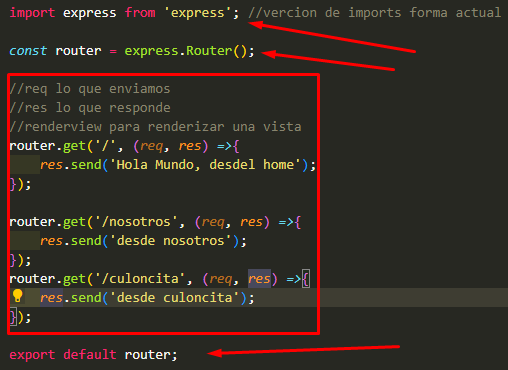 import express from 'express'; //vercion de imports forma actual
const router = express.Router();
//req lo que enviamos
//res lo que responde
//renderview para renderizar una vista
router.get('/', (req, res) =>{
res.send('Hola Mundo, desdel home');
});
router.get('/nosotros', (req, res) =>{
res.send('desde nosotros');
});
router.get('/culoncita', (req, res) =>{
res.send('desde culoncita');
});
export default router;